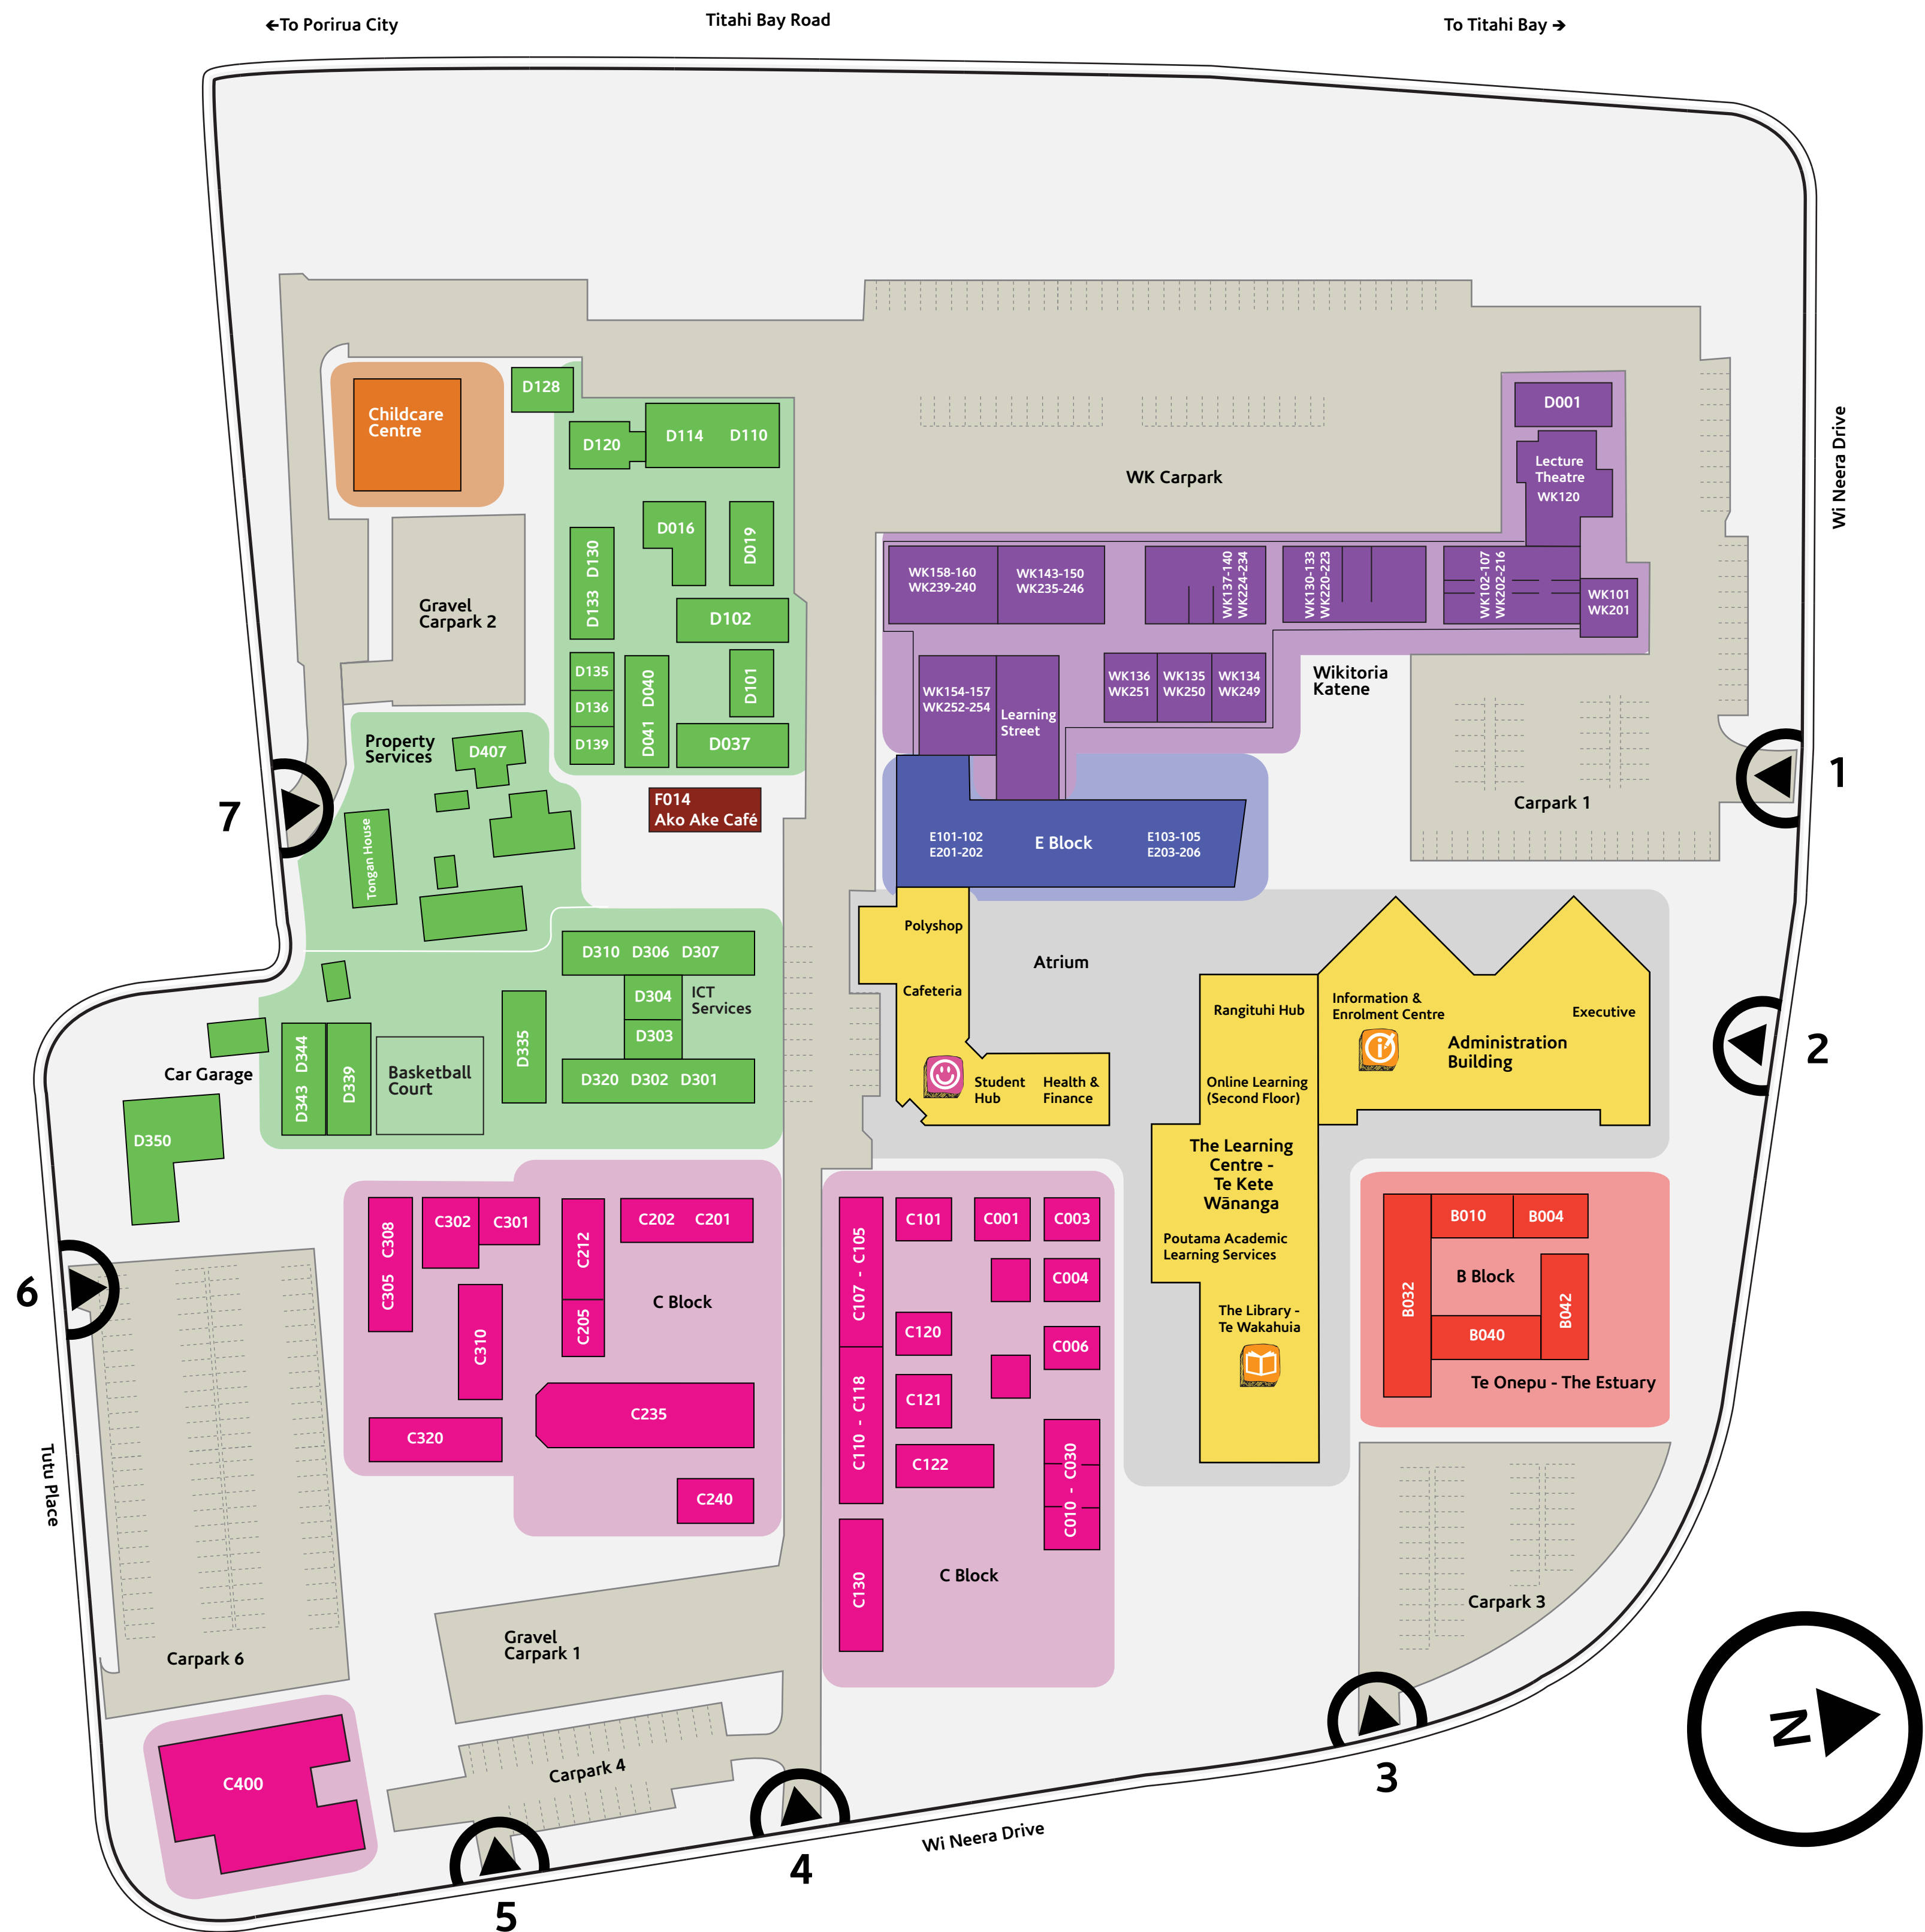 ←To Porirua City
Titahi Bay Road
To Titahi Bay →
Wi Neera Drive
Childcare
Centre
D128
D120
D114 D110
D016
D019
D133 D130
D102
D135
D136
D139
D041 D040
D101
D037
Gravel
Carpark 2
WK Carpark
D001
Lecture
Theatre
WK120
WK158-160
WK239-240
WK143-150
WK235-246
WK137-140
WK224-234
WK130-133
WK220-223
WK102-107
WK202-216
WK101
WK201
WK154-157
WK252-254
Learning
Street
WK136
WK251
WK135
WK250
WK134
WK249
Wikitoria
Katene
Carpark 1
1
Property
Services
D407
Tongan House
7
F014
Ako Ake Café
E101-102
E201-202
E Block
E103-105
E203-206
Polyshop
Cafeteria
Atrium
Student
Hub
Health &
Finance
Rangituhi Hub
Online Learning
(Second Floor)
Information &
Enrolment Centre
Executive
Administration
Building
2
D310 D306 D307
D304
D303
ICT
Services
D320 D302 D301
D335
Basketball
Court
D343 D344
D339
Car Garage
D350
The Learning
Centre -
Te Kete
Wānanga
Poutama Academic
Learning Services
The Library -
Te Wakahuia
B010
B004
B032
B Block
B042
B040
Te Onepu - The Estuary
6
C305 C308
C302
C301
C212
C205
C202 C201
C Block
C310
C235
C320
C240
C107 - C105
C110 - C118
C101
C001
C003
C004
C120
C006
C121
C122
C010 - C030
C130
C Block
Tutu Place
Carpark 6
Gravel
Carpark 1
Carpark 3
Carpark 4
C400
N
3
Wi Neera Drive
4
5